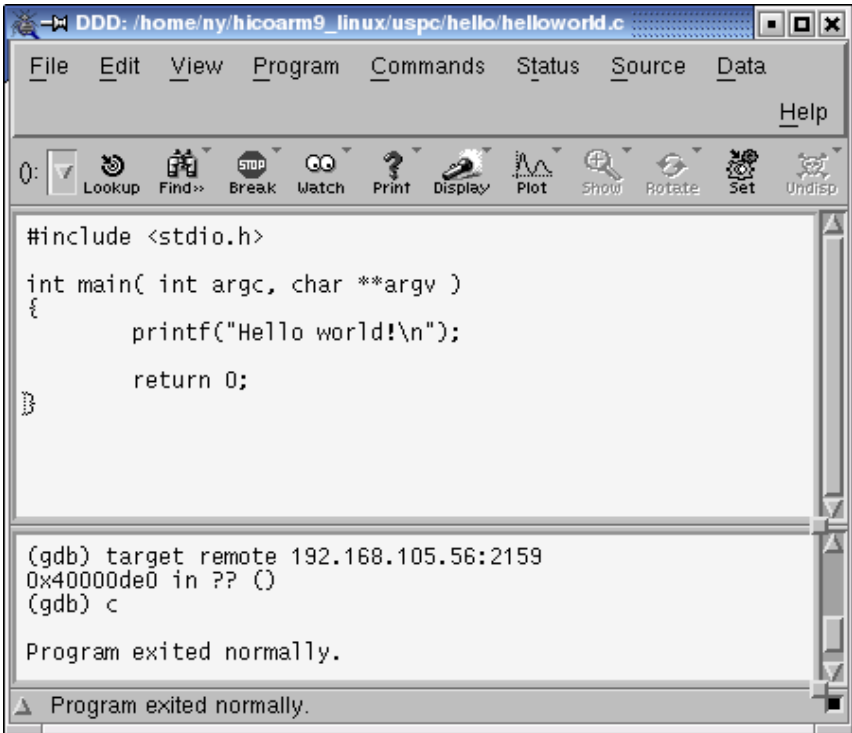 DDD: /home/ny/hicoarm9_linux/uspc/hello/helloworld.c
File Edit View Program Commands Status Source Data
Help
(): Lookup Find» Break Watch Print Display Plot Show Rotate Set Undisp
STOP
#include <stdio.h>
int main( int argc, char **argv )
{
printf("Hello world!\n");
return 0;
}
(gdb) target remote 192.168.105.56:2159
0x40000de0 in ?? ()
(gdb) c
Program exited normally.
Program exited normally.